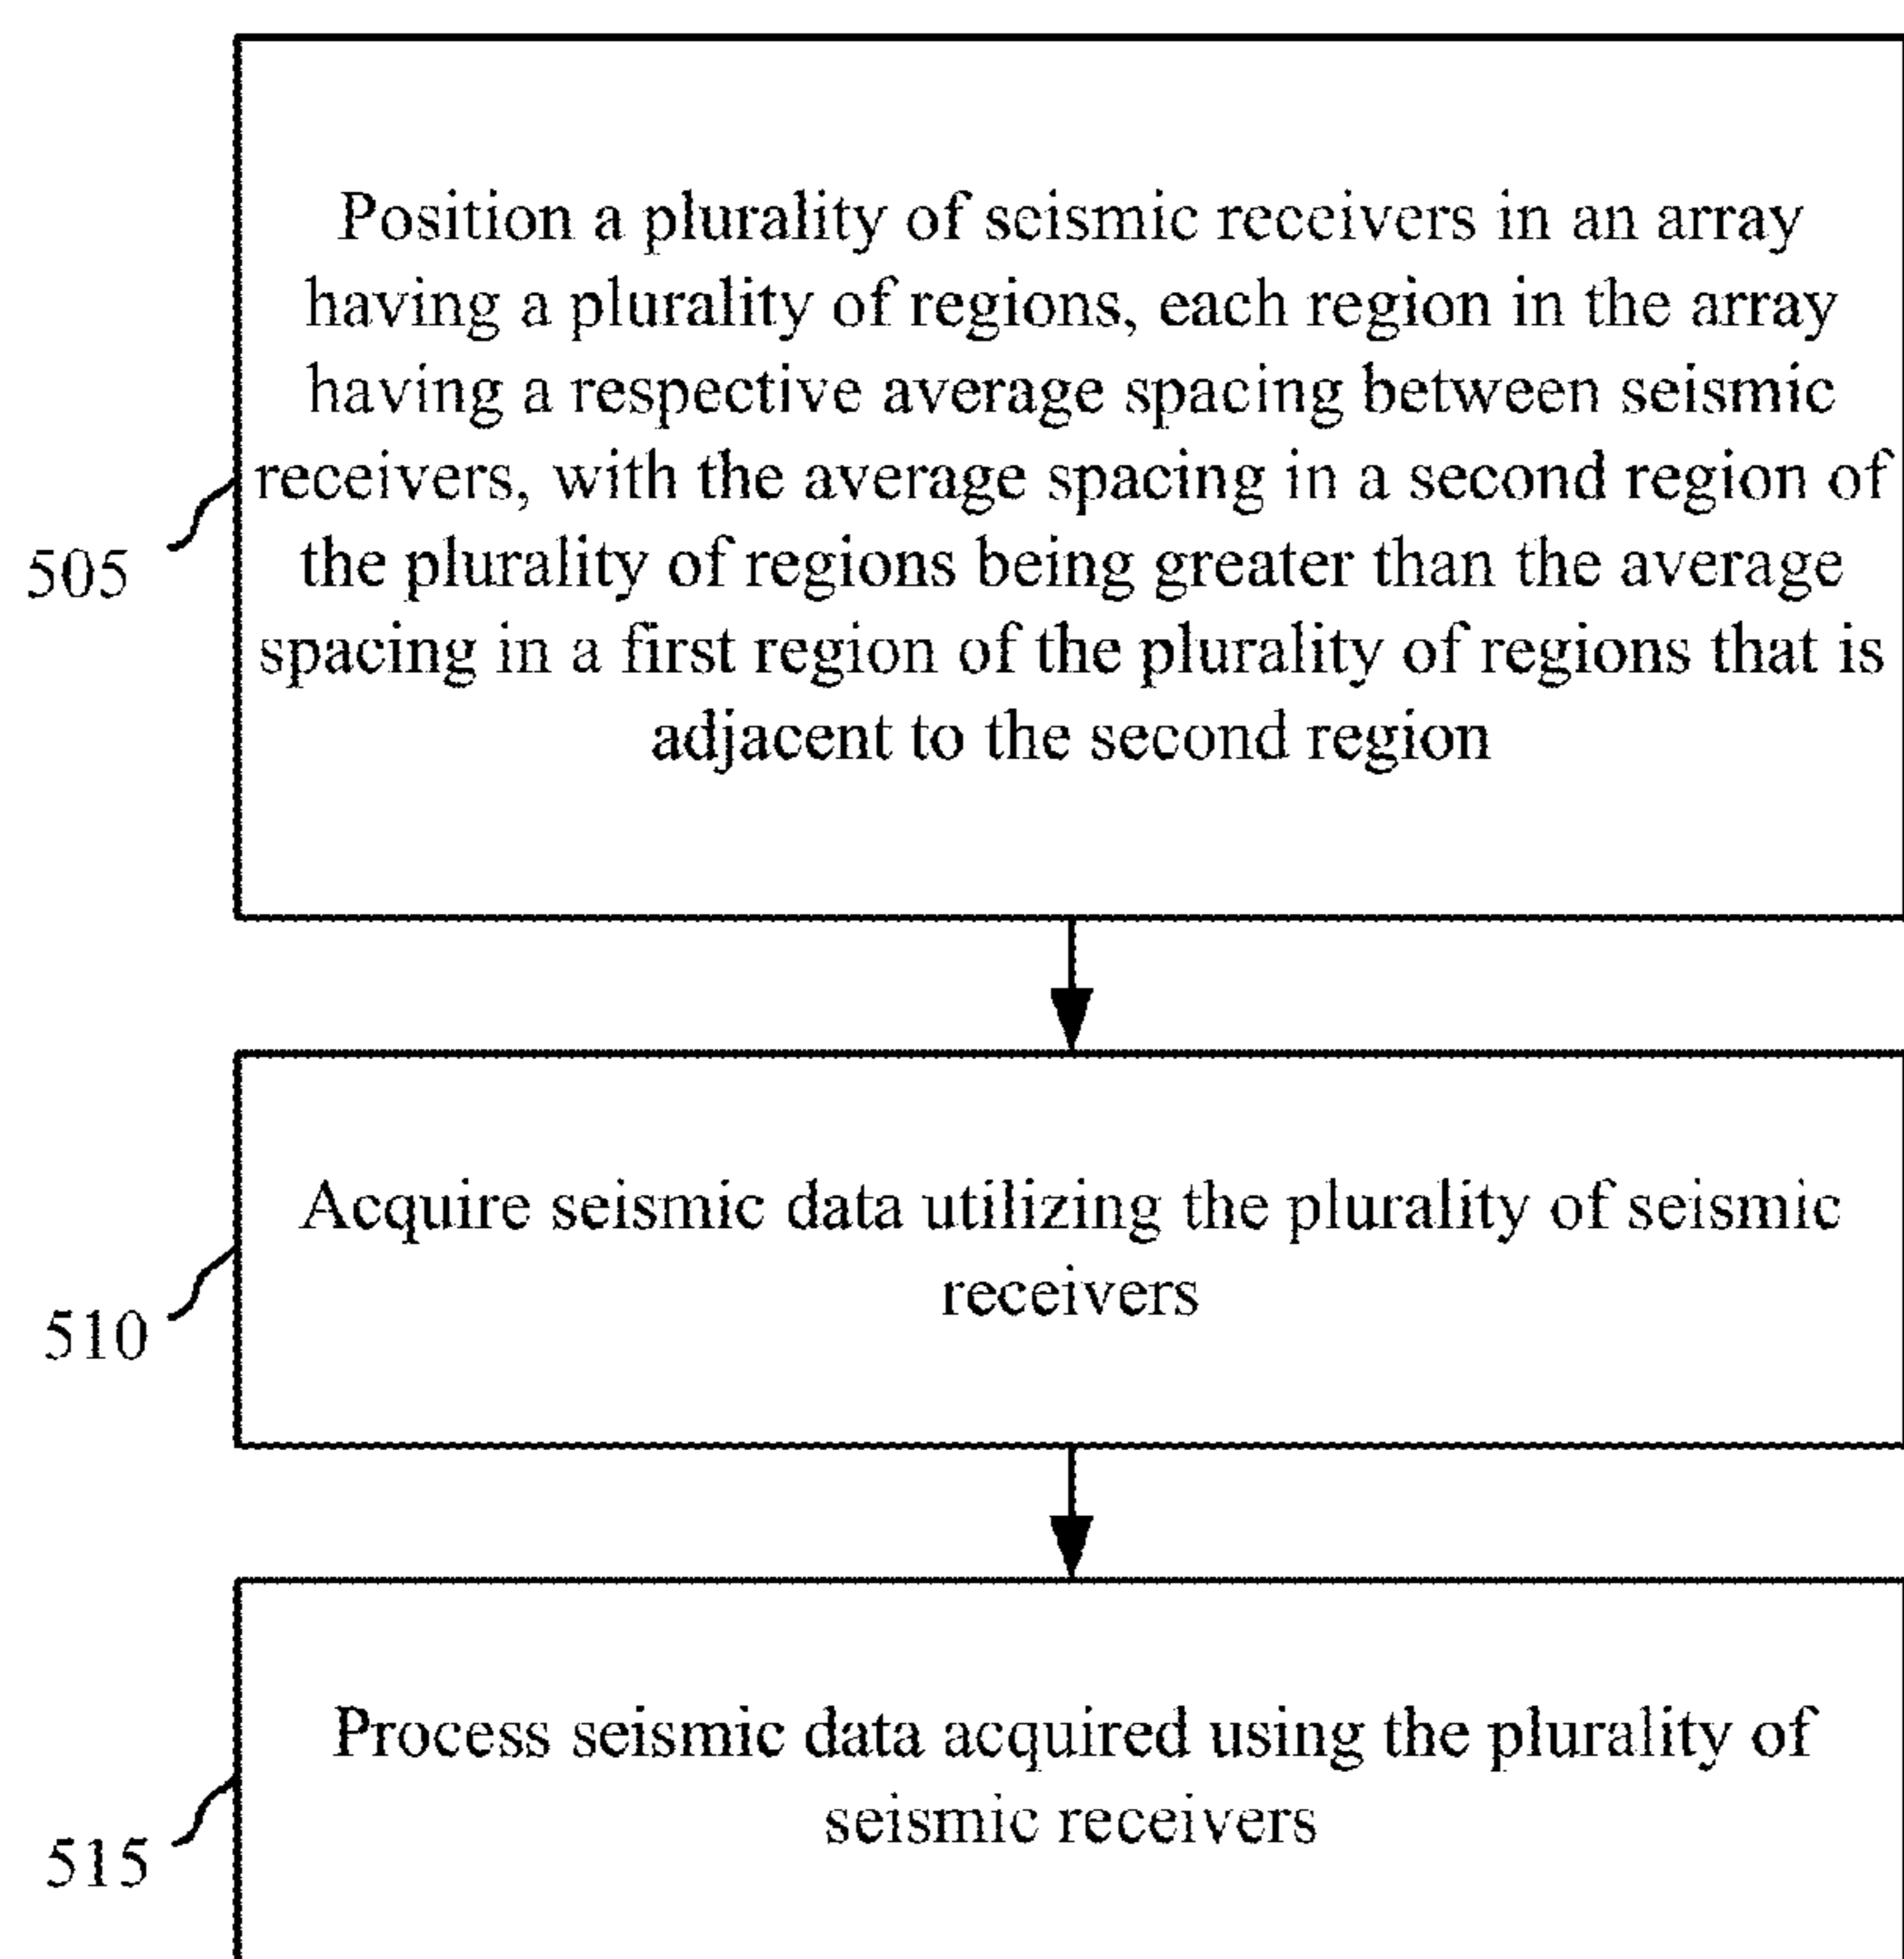 Position a plurality of seismic receivers in an array
having a plurality of regions, each region in the array
having a respective average spacing between seismic
receivers, with the average spacing in a second region of
the plurality of regions being greater than the average
spacing in a first region of the plurality of regions that is
adjacent to the second region
505
Acquire seismic data utilizing the plurality of seismic
receivers
510
Process seismic data acquired using the plurality of
seismic receivers
515